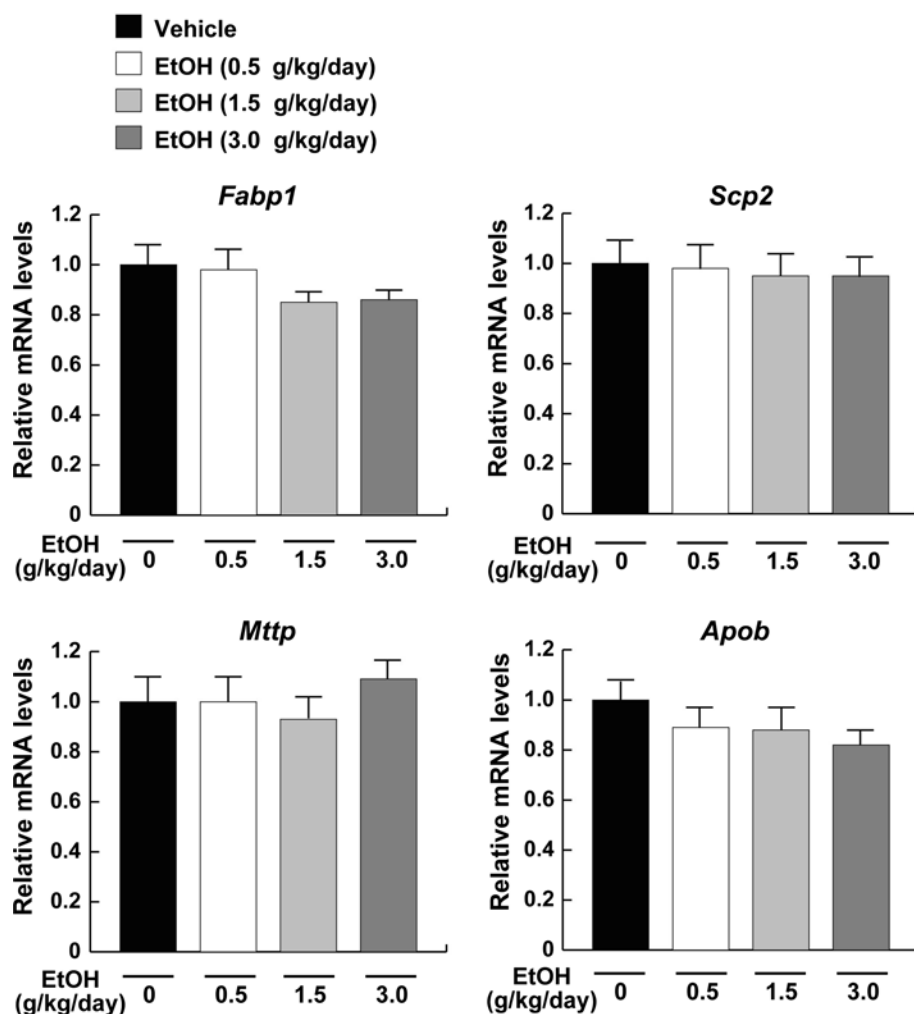 Vehicle
EtOH (0.5 g/kg/day)
EtOH (1.5 g/kg/day)
EtOH (3.0 g/kg/day)
Fabp1
Relative mRNA levels
1.2
1.0
0.8
0.6
0.4
0.2
0
EtOH
(g/kg/day)
0 0.5 1.5 3.0
Scp2
Relative mRNA levels
1.2
1.0
0.8
0.6
0.4
0.2
0
EtOH
(g/kg/day)
0 0.5 1.5 3.0
Mttp
Relative mRNA levels
1.2
1.0
0.8
0.6
0.4
0.2
0
EtOH
(g/kg/day)
0 0.5 1.5 3.0
Apob
Relative mRNA levels
1.2
1.0
0.8
0.6
0.4
0.2
0
EtOH
(g/kg/day)
0 0.5 1.5 3.0